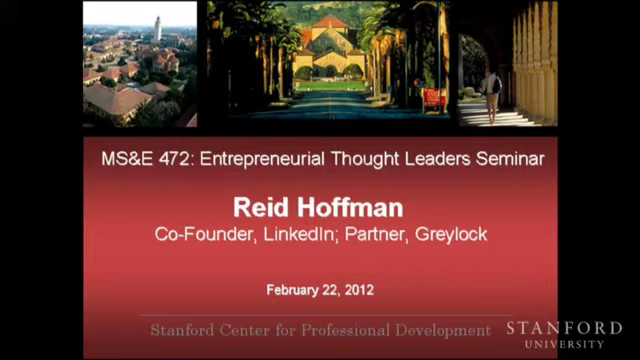 MS&E 472: Entrepreneurial Thought Leaders Seminar
Reid Hoffman
Co-Founder, LinkedIn; Partner, Greylock
February 22, 2012
Stanford Center for Professional Development
STANFORD
UNIVERSITY